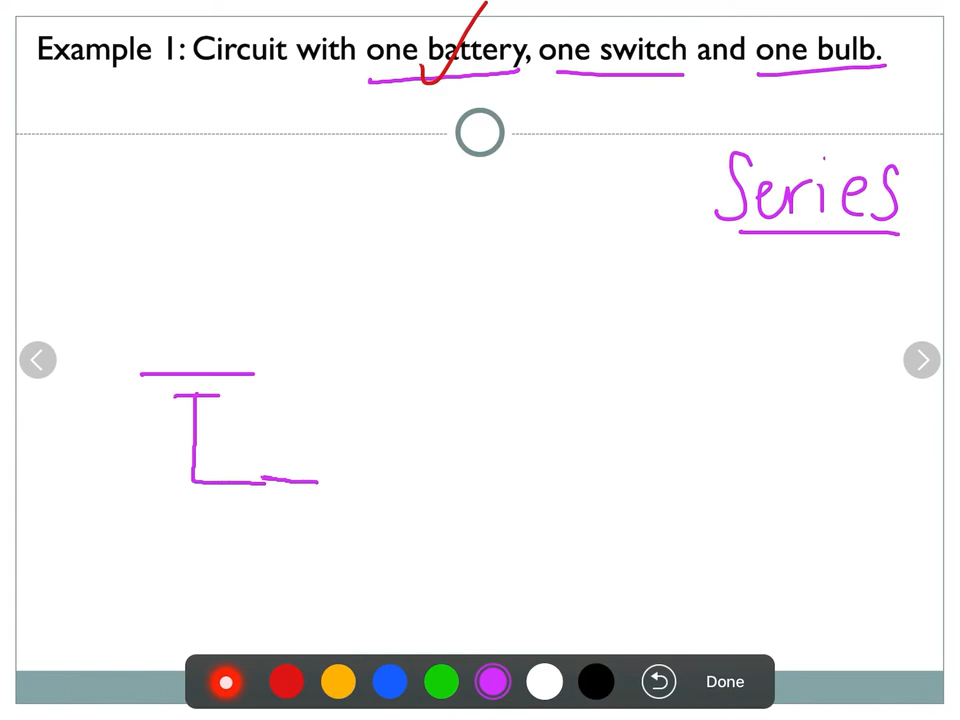 Example 1: Circuit with one battery, one switch and one bulb.
Series
Done